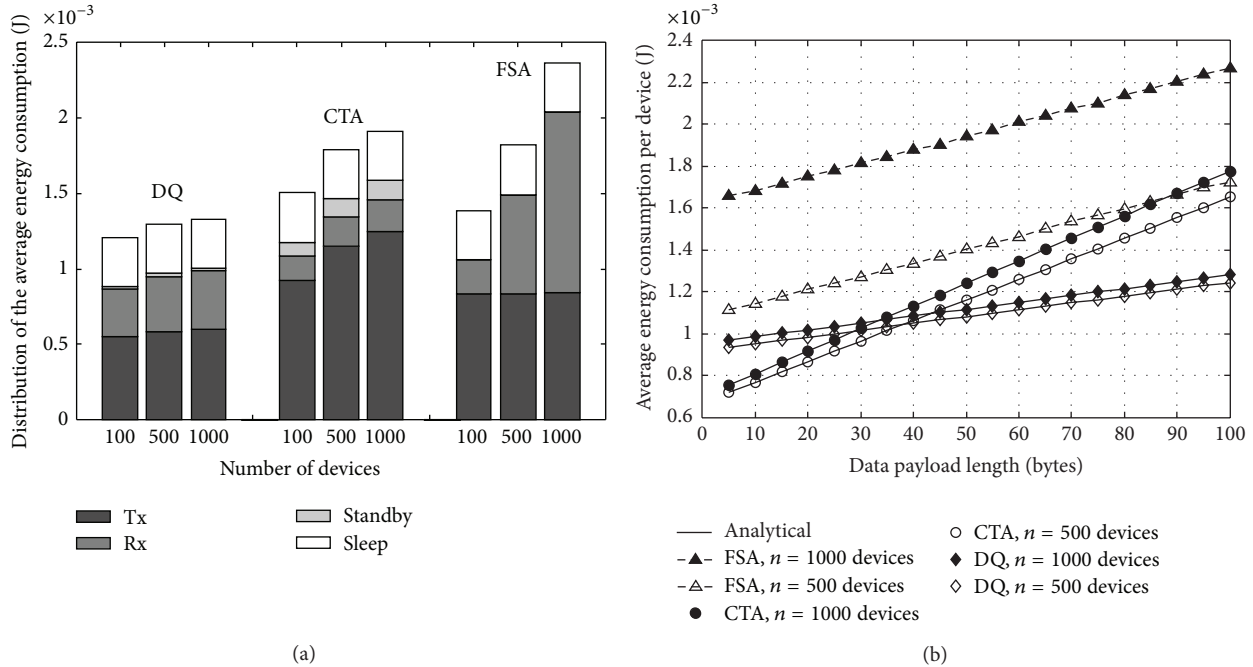 ×10⁻³
2.5
2
1.5
1
0.5
0
Distribution of the average energy consumption (J)
DQ
CTA
FSA
100 500 1000 100 500 1000 100 500 1000
Number of devices
Tx
Rx
Standby
Sleep
(a)
×10⁻³
2.4
2.2
2
1.8
1.6
1.4
1.2
1
0.8
0.6
Average energy consumption per device (J)
0 10 20 30 40 50 60 70 80 90 100
Data payload length (bytes)
Analytical
FSA, n = 1000 devices
FSA, n = 500 devices
CTA, n = 1000 devices
CTA, n = 500 devices
DQ, n = 1000 devices
DQ, n = 500 devices
(b)